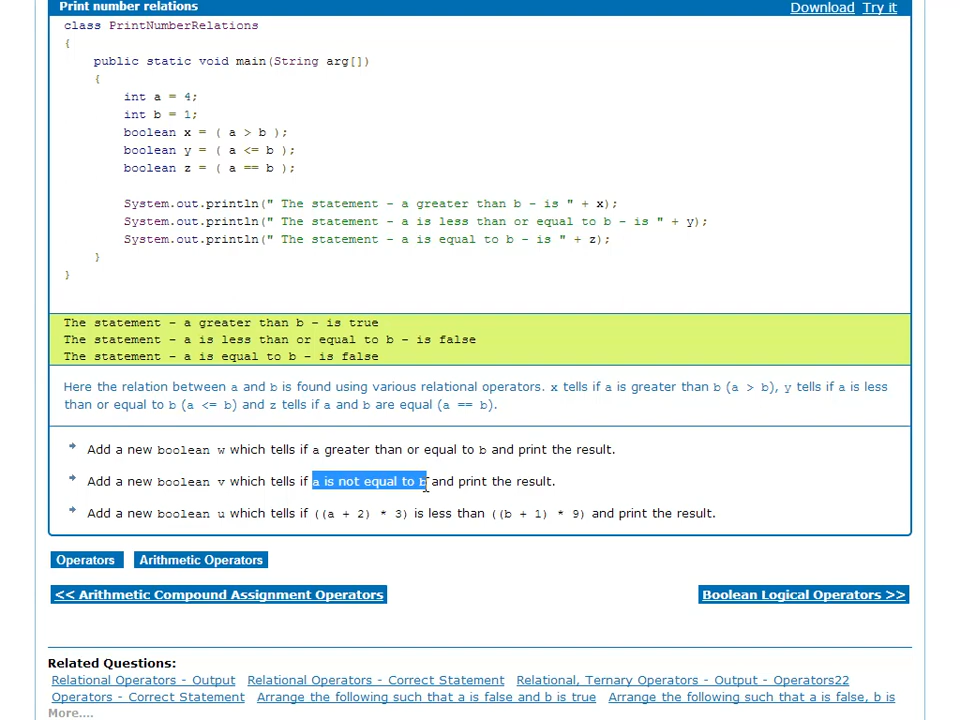 Print number relations
Download Try it
class PrintNumberRelations
{
public static void main(String arg[])
{
int a = 4;
int b = 1;
boolean x = ( a > b );
boolean y = ( a <= b );
boolean z = ( a == b );
System.out.println(" The statement - a greater than b - is " + x);
System.out.println(" The statement - a is less than or equal to b - is " + y);
System.out.println(" The statement - a is equal to b - is " + z);
}
}
The statement - a greater than b - is true
The statement - a is less than or equal to b - is false
The statement - a is equal to b - is false
Here the relation between a and b is found using various relational operators. x tells if a is greater than b (a > b), y tells if a is less
than or equal to b (a <= b) and z tells if a and b are equal (a == b).
Add a new boolean w which tells if a greater than or equal to b and print the result.
Add a new boolean v which tells if a is not equal to b and print the result.
Add a new boolean u which tells if ((a + 2) * 3) is less than ((b + 1) * 9) and print the result.
Operators Arithmetic Operators
<< Arithmetic Compound Assignment Operators
Boolean Logical Operators >>
Related Questions:
Relational Operators - Output Relational Operators - Correct Statement Relational, Ternary Operators - Output - Operators22
Operators - Correct Statement Arrange the following such that a is false and b is true Arrange the following such that a is false, b is
More....